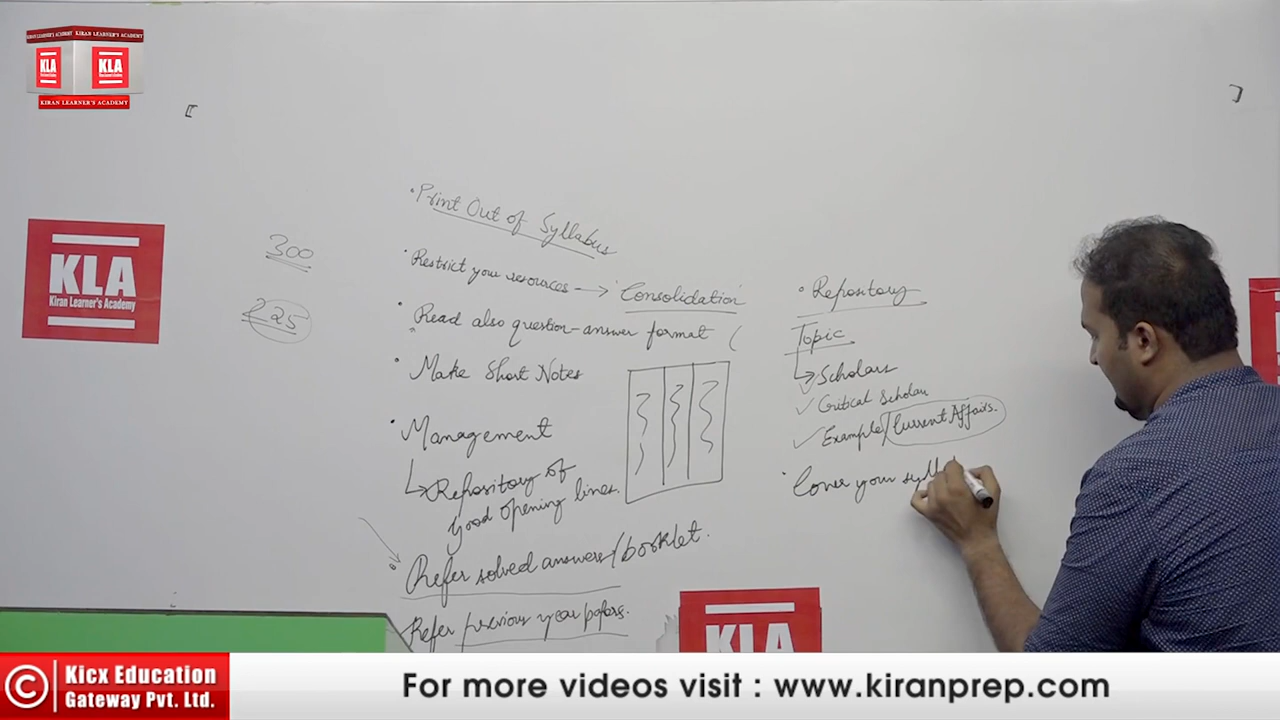 KIRAN LEARNER'S ACADEMY KIRAN LEARNER'S ACADEMY
KLA
KLA
KIRAN LEARNER'S ACADEMY
[
]
KLA
Kiran Learner's Academy
300
225
• Print Out of Syllabus
• Restrict your resources → 'Consolidation'
• Read also question-answer format (
• Make Short Notes
• Management
↳ Repository of
good opening lines.
• Refer solved answers/booklet.
Refer previous year papers.
• Repository
Topic
↳ Scholars
✓ Critical Scholar
✓ Example/Current Affairs.
• Cover your syll
KLA
© Kicx Education
Gateway Pvt. Ltd.
For more videos visit : www.kiranprep.com